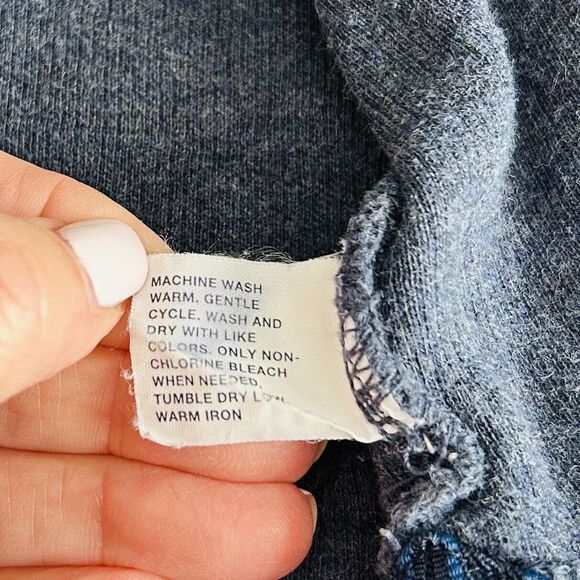 MACHINE WASH
WARM, GENTLE
CYCLE. WASH AND
DRY WITH LIKE
COLORS. ONLY NON-
CHLORINE BLEACH
WHEN NEEDED.
TUMBLE DRY LOW
WARM IRON